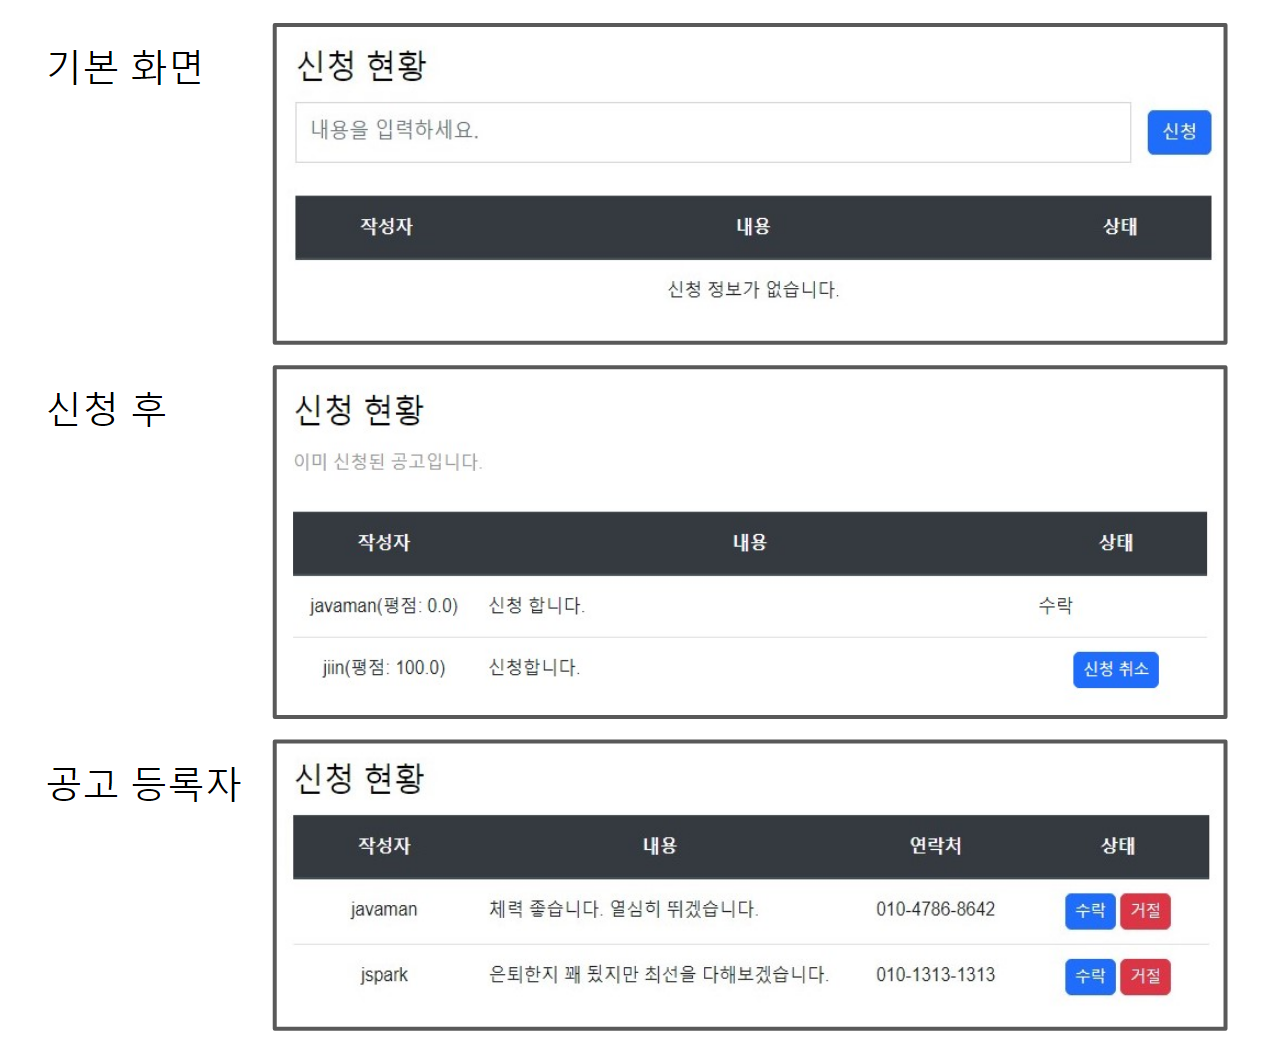 기본 화면
신청 현황
내용을 입력하세요.
신청
작성자 내용 상태
신청 정보가 없습니다.
신청 후
신청 현황
이미 신청된 공고입니다.
작성자 내용 상태
javaman(평점: 0.0) 신청 합니다. 수락
jiin(평점: 100.0) 신청합니다. 신청 취소
공고 등록자
신청 현황
작성자 내용 연락처 상태
javaman 체력 좋습니다. 열심히 뛰겠습니다. 010-4786-8642 수락 거절
jspark 은퇴한지 꽤 됬지만 최선을 다해보겠습니다. 010-1313-1313 수락 거절